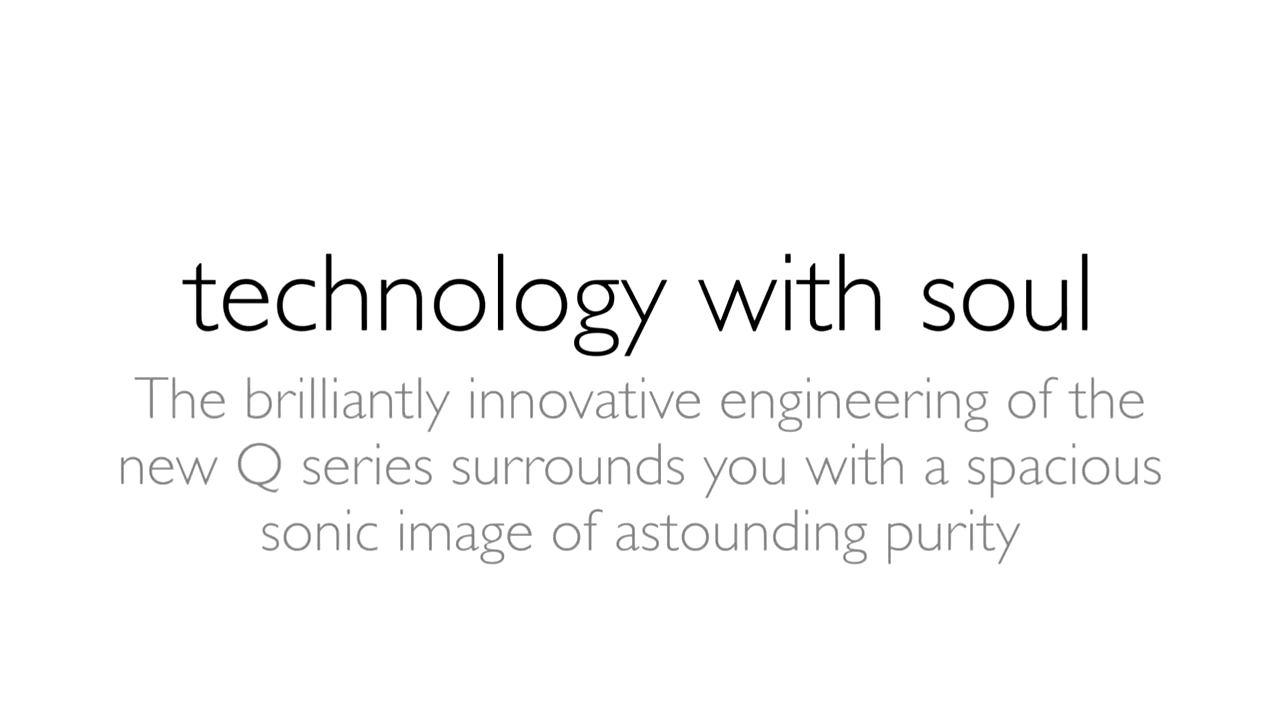 technology with soul
The brilliantly innovative engineering of the
new Q series surrounds you with a spacious
sonic image of astounding purity